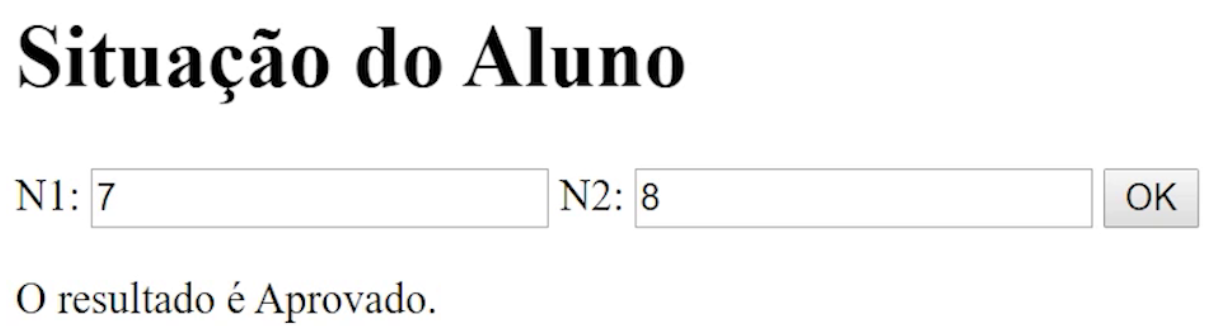 Situação do Aluno
N1: 7 N2: 8 OK
O resultado é Aprovado.